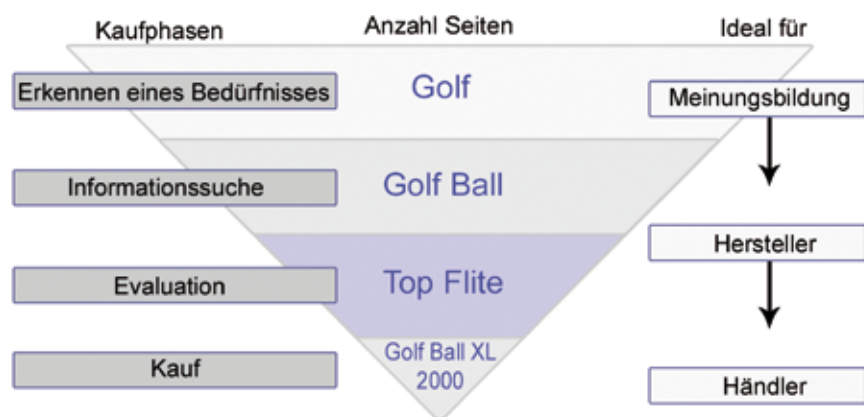 Kaufphasen
Anzahl Seiten
Ideal für
Erkennen eines Bedürfnisses
Golf
Meinungsbildung
Informationssuche
Golf Ball
Hersteller
Evaluation
Top Flite
Kauf
Golf Ball XL
2000
Händler